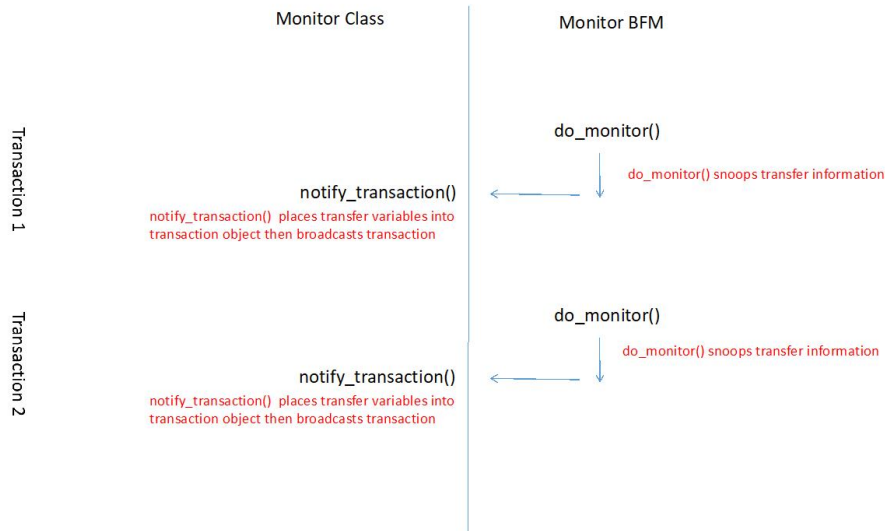 Monitor Class
Monitor BFM
Transaction 1
do_monitor()
do_monitor() snoops transfer information
notify_transaction()
notify_transaction() places transfer variables into
transaction object then broadcasts transaction
Transaction 2
do_monitor()
do_monitor() snoops transfer information
notify_transaction()
notify_transaction() places transfer variables into
transaction object then broadcasts transaction